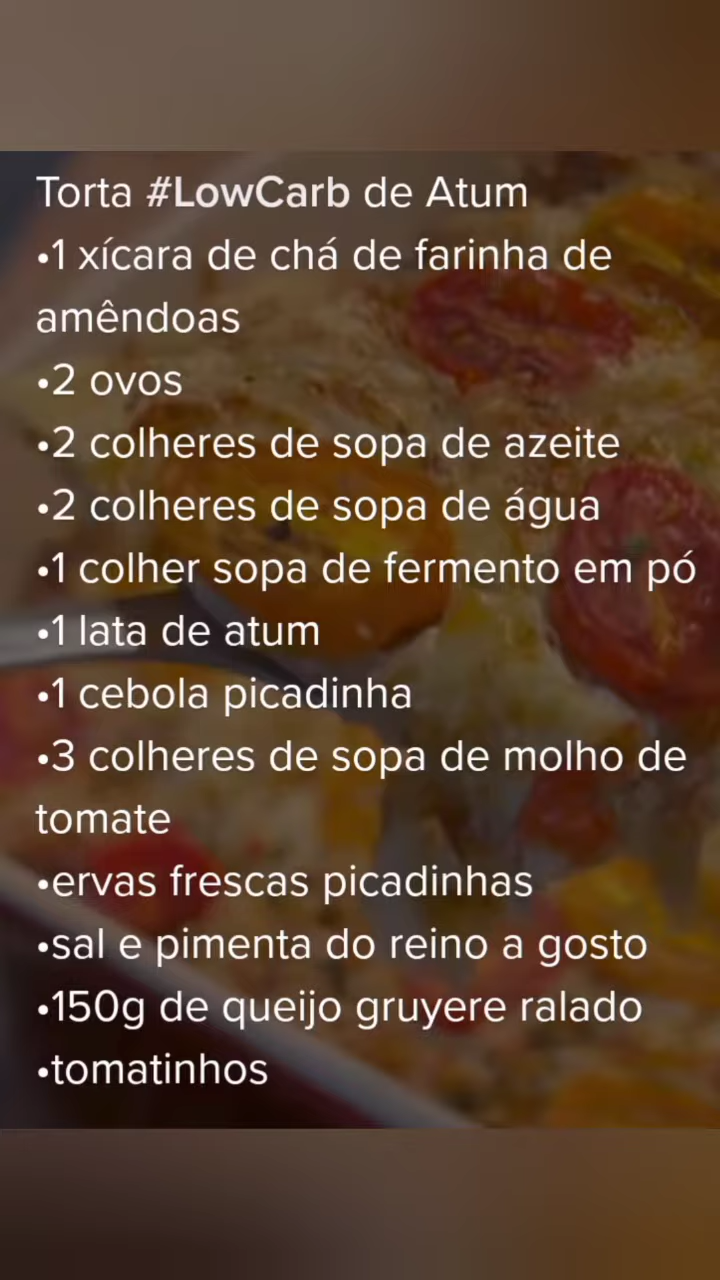 Torta #LowCarb de Atum
•1 xícara de chá de farinha de
amêndoas
•2 ovos
•2 colheres de sopa de azeite
•2 colheres de sopa de água
•1 colher sopa de fermento em pó
•1 lata de atum
•1 cebola picadinha
•3 colheres de sopa de molho de
tomate
•ervas frescas picadinhas
•sal e pimenta do reino a gosto
•150g de queijo gruyere ralado
•tomatinhos